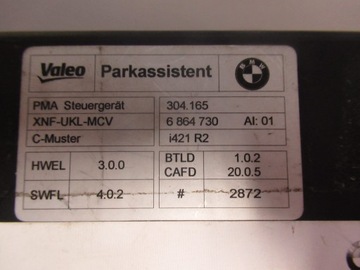 Valeo Parkassistent BMW
PMA Steuergerät 304.165
XNF-UKL-MCV 6 864 730 AI: 01
C-Muster i421 R2
HWEL 3.0.0 BTLD 1.0.2
CAFD 20.0.5
SWFL 4.0.2 # 2872